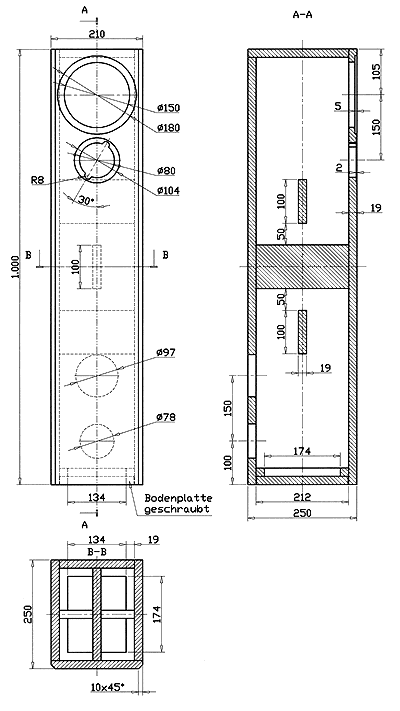 A
A-A
210
Ø150
Ø180
Ø80
Ø104
R8
30°
B
B
100
1.000
Ø97
Ø78
134
Bodenplatte
geschraubt
A
105
5
150
2
19
100
50
50
100
19
150
174
100
212
250
134
19
B-B
250
174
10x45°